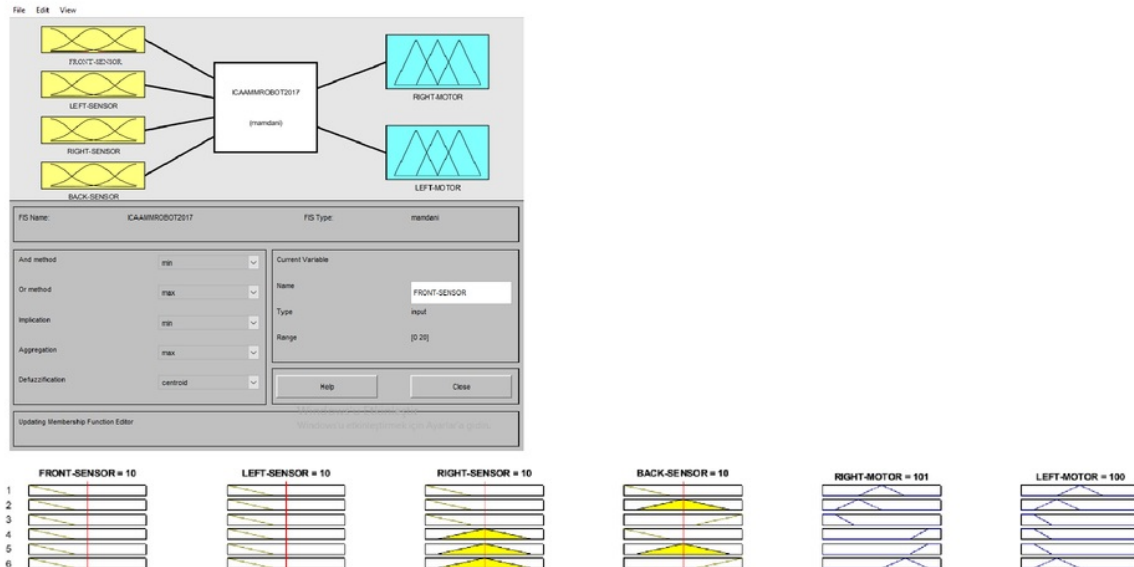 File Edit View
FRONT-SENSOR
LEFT-SENSOR
RIGHT-SENSOR
BACK-SENSOR
ICAAMMROBOT2017
(mamdani)
RIGHT-MOTOR
LEFT-MOTOR
FIS Name: ICAAMMROBOT2017 FIS Type: mamdani
And method min
Or method max
Implication min
Aggregation max
Defuzzification centroid
Current Variable
Name FRONT-SENSOR
Type input
Range [0 20]
Help Close
Updating Membership Function Editor
FRONT-SENSOR = 10 LEFT-SENSOR = 10 RIGHT-SENSOR = 10 BACK-SENSOR = 10 RIGHT-MOTOR = 101 LEFT-MOTOR = 100
1
2
3
4
5
6